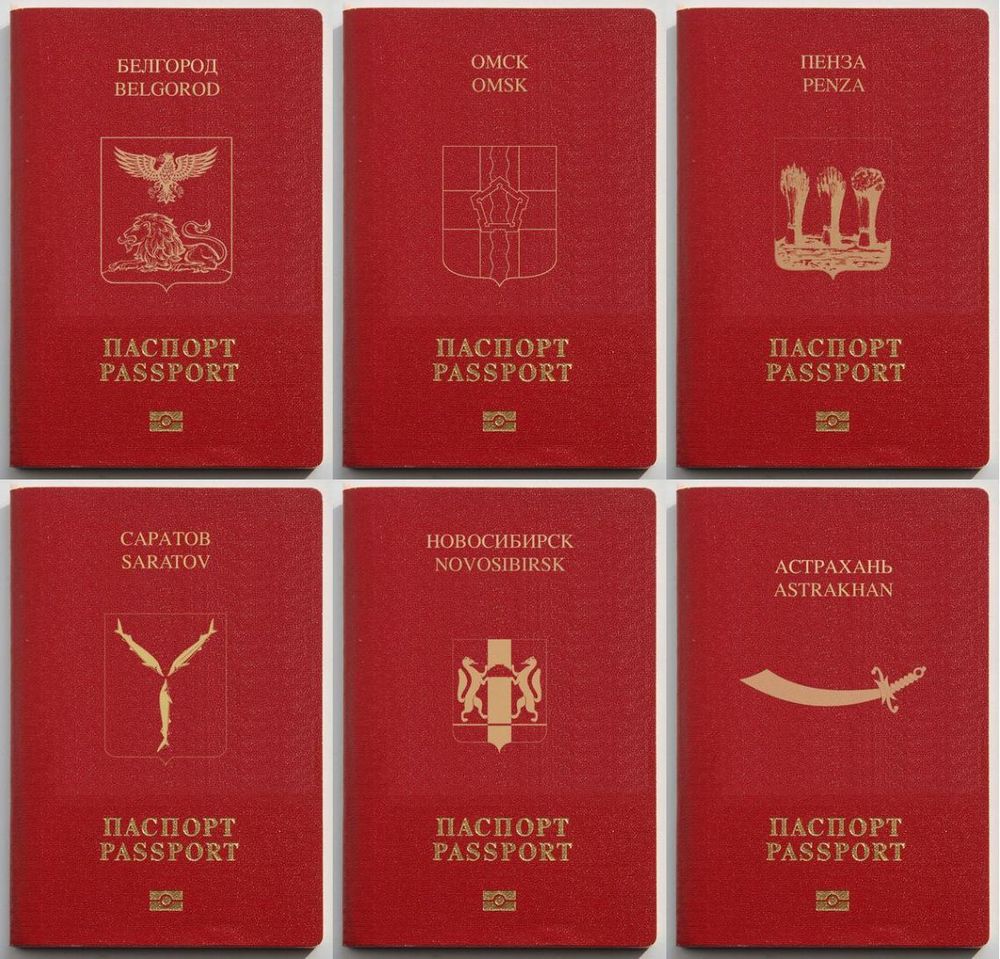 БЕЛГОРОД
BELGOROD
ПАСПОРТ
PASSPORT
ОМСК
OMSK
ПАСПОРТ
PASSPORT
ПЕНЗА
PENZA
ПАСПОРТ
PASSPORT
САРАТОВ
SARATOV
ПАСПОРТ
PASSPORT
НОВОСИБИРСК
NOVOSIBIRSK
ПАСПОРТ
PASSPORT
АСТРАХАНЬ
ASTRAKHAN
ПАСПОРТ
PASSPORT